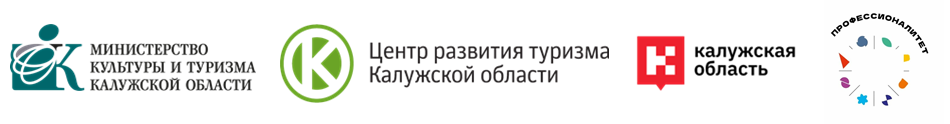 МИНИСТЕРСТВО
КУЛЬТУРЫ И ТУРИЗМА
КАЛУЖСКОЙ ОБЛАСТИ
Центр развития туризма
Калужской области
калужская
область
ПРОФЕССИОНАЛИТЕТ